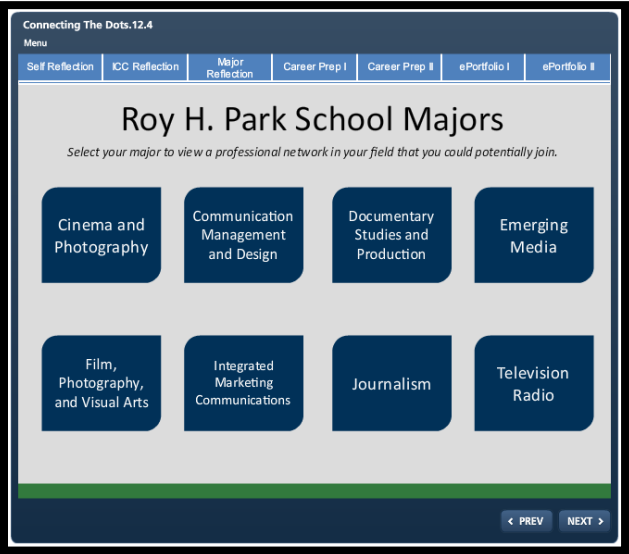 Connecting The Dots.12.4
Menu
Self Reflection
ICC Reflection
Major
Reflection
Career Prep I
Career Prep II
ePortfolio I
ePortfolio II
Roy H. Park School Majors
Select your major to view a professional network in your field that you could potentially join.
Cinema and
Photography
Communication
Management
and Design
Documentary
Studies and
Production
Emerging
Media
Film,
Photography,
and Visual Arts
Integrated
Marketing
Communications
Journalism
Television
Radio
< PREV
NEXT >